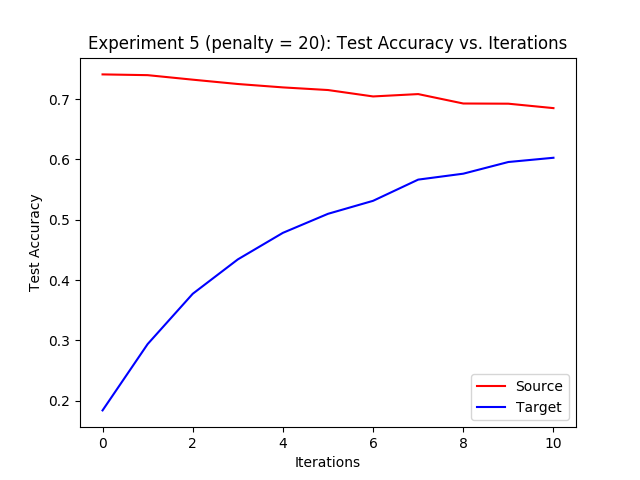 Experiment 5 (penalty = 20): Test Accuracy vs. Iterations
0.7
0.6
0.5
0.4
0.3
0.2
Test Accuracy
0 2 4 6 8 10
Iterations
Source
Target